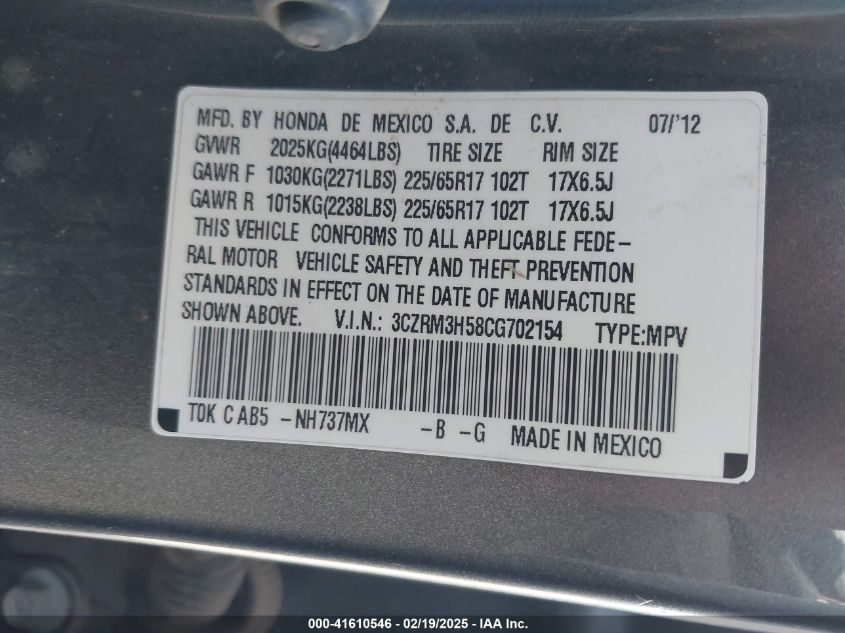 MFD. BY HONDA DE MEXICO S.A. DE C.V. 07/'12
GVWR 2025KG(4464LBS) TIRE SIZE RIM SIZE
GAWR F 1030KG(2271LBS) 225/65R17 102T 17X6.5J
GAWR R 1015KG(2238LBS) 225/65R17 102T 17X6.5J
THIS VEHICLE CONFORMS TO ALL APPLICABLE FEDE-
RAL MOTOR VEHICLE SAFETY AND THEFT PREVENTION
STANDARDS IN EFFECT ON THE DATE OF MANUFACTURE
SHOWN ABOVE. V.I.N.: 3CZRM3H58CG702154 TYPE:MPV
T0K C AB5 -NH737MX -B -G MADE IN MEXICO
000-41610546 - 02/19/2025 - IAA Inc.